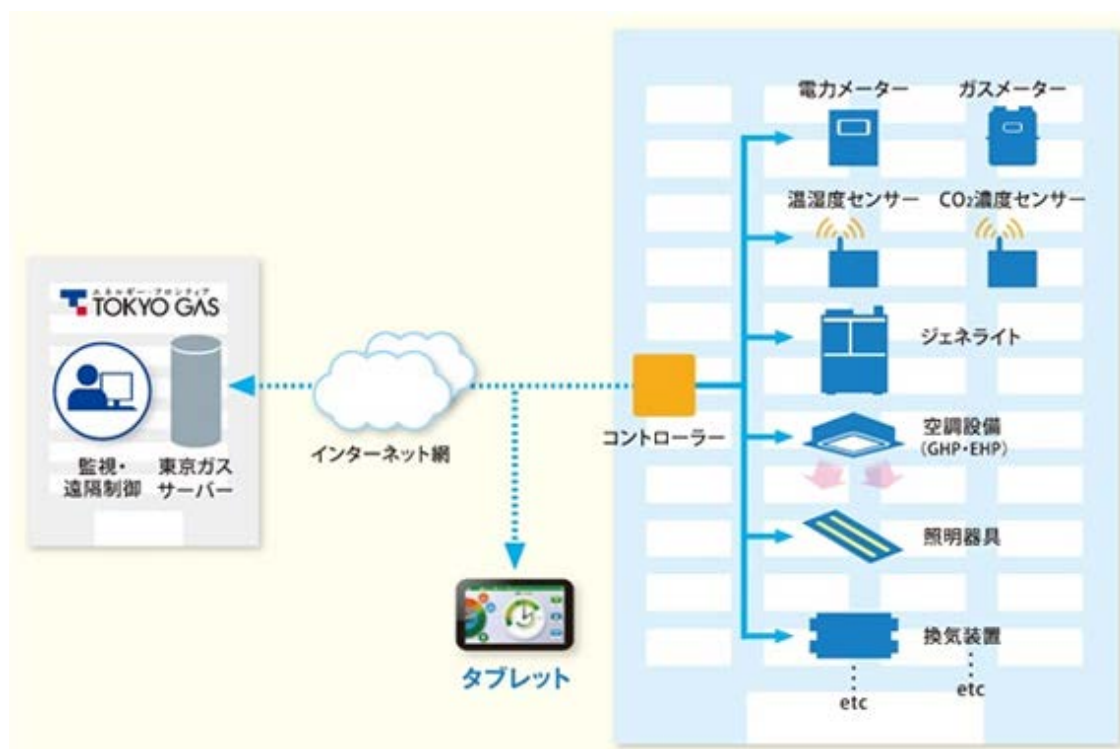 エネルギー・フロンティア
TOKYO GAS
監視・
遠隔制御
東京ガス
サーバー
インターネット網
タブレット
コントローラー
電力メーター
ガスメーター
温湿度センサー
CO₂濃度センサー
ジェネライト
空調設備
(GHP・EHP)
照明器具
換気装置
etc
etc